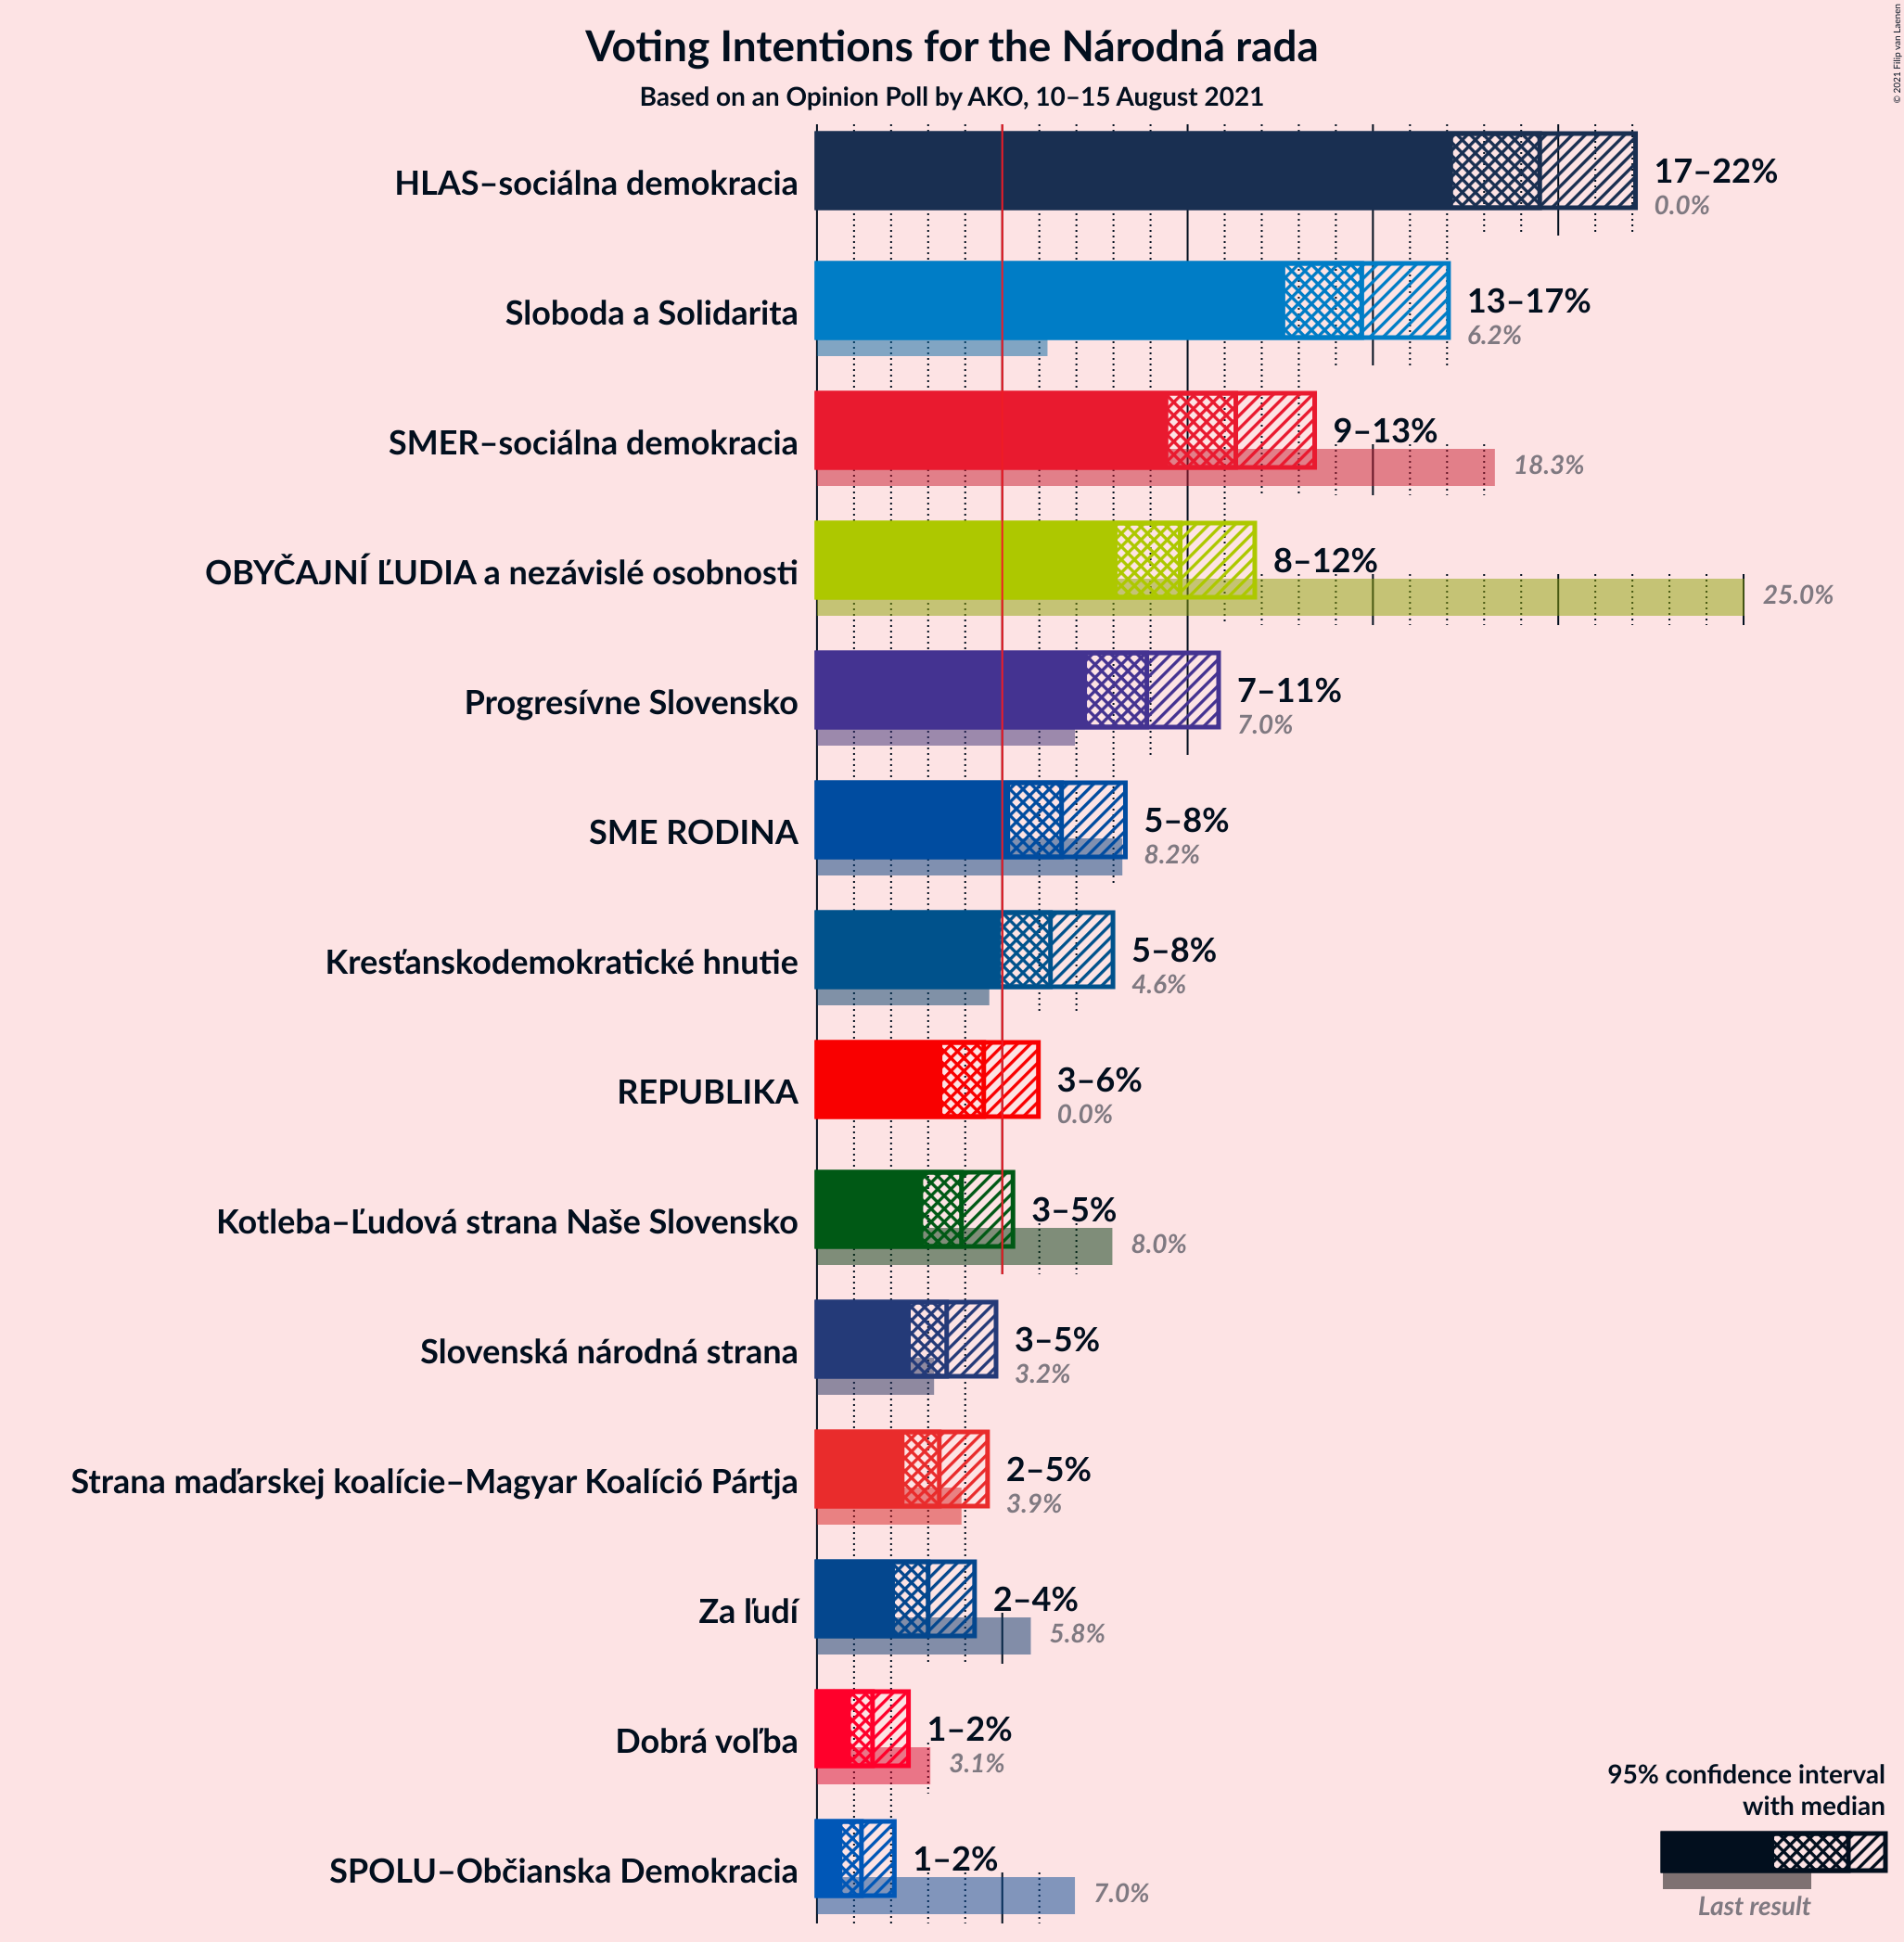 Voting Intentions for the Národná rada
Based on an Opinion Poll by AKO, 10–15 August 2021
© 2021 Filip van Laenen
HLAS–sociálna demokracia
17–22%
0.0%
Sloboda a Solidarita
13–17%
6.2%
SMER–sociálna demokracia
9–13%
18.3%
OBYČAJNÍ ĽUDIA a nezávislé osobnosti
8–12%
25.0%
Progresívne Slovensko
7–11%
7.0%
SME RODINA
5–8%
8.2%
Kresťanskodemokratické hnutie
5–8%
4.6%
REPUBLIKA
3–6%
0.0%
Kotleba–Ľudová strana Naše Slovensko
3–5%
8.0%
Slovenská národná strana
3–5%
3.2%
Strana maďarskej koalície–Magyar Koalíció Pártja
2–5%
3.9%
Za ľudí
2–4%
5.8%
Dobrá voľba
1–2%
3.1%
SPOLU–Občianska Demokracia
1–2%
7.0%
95% confidence interval
with median
Last result